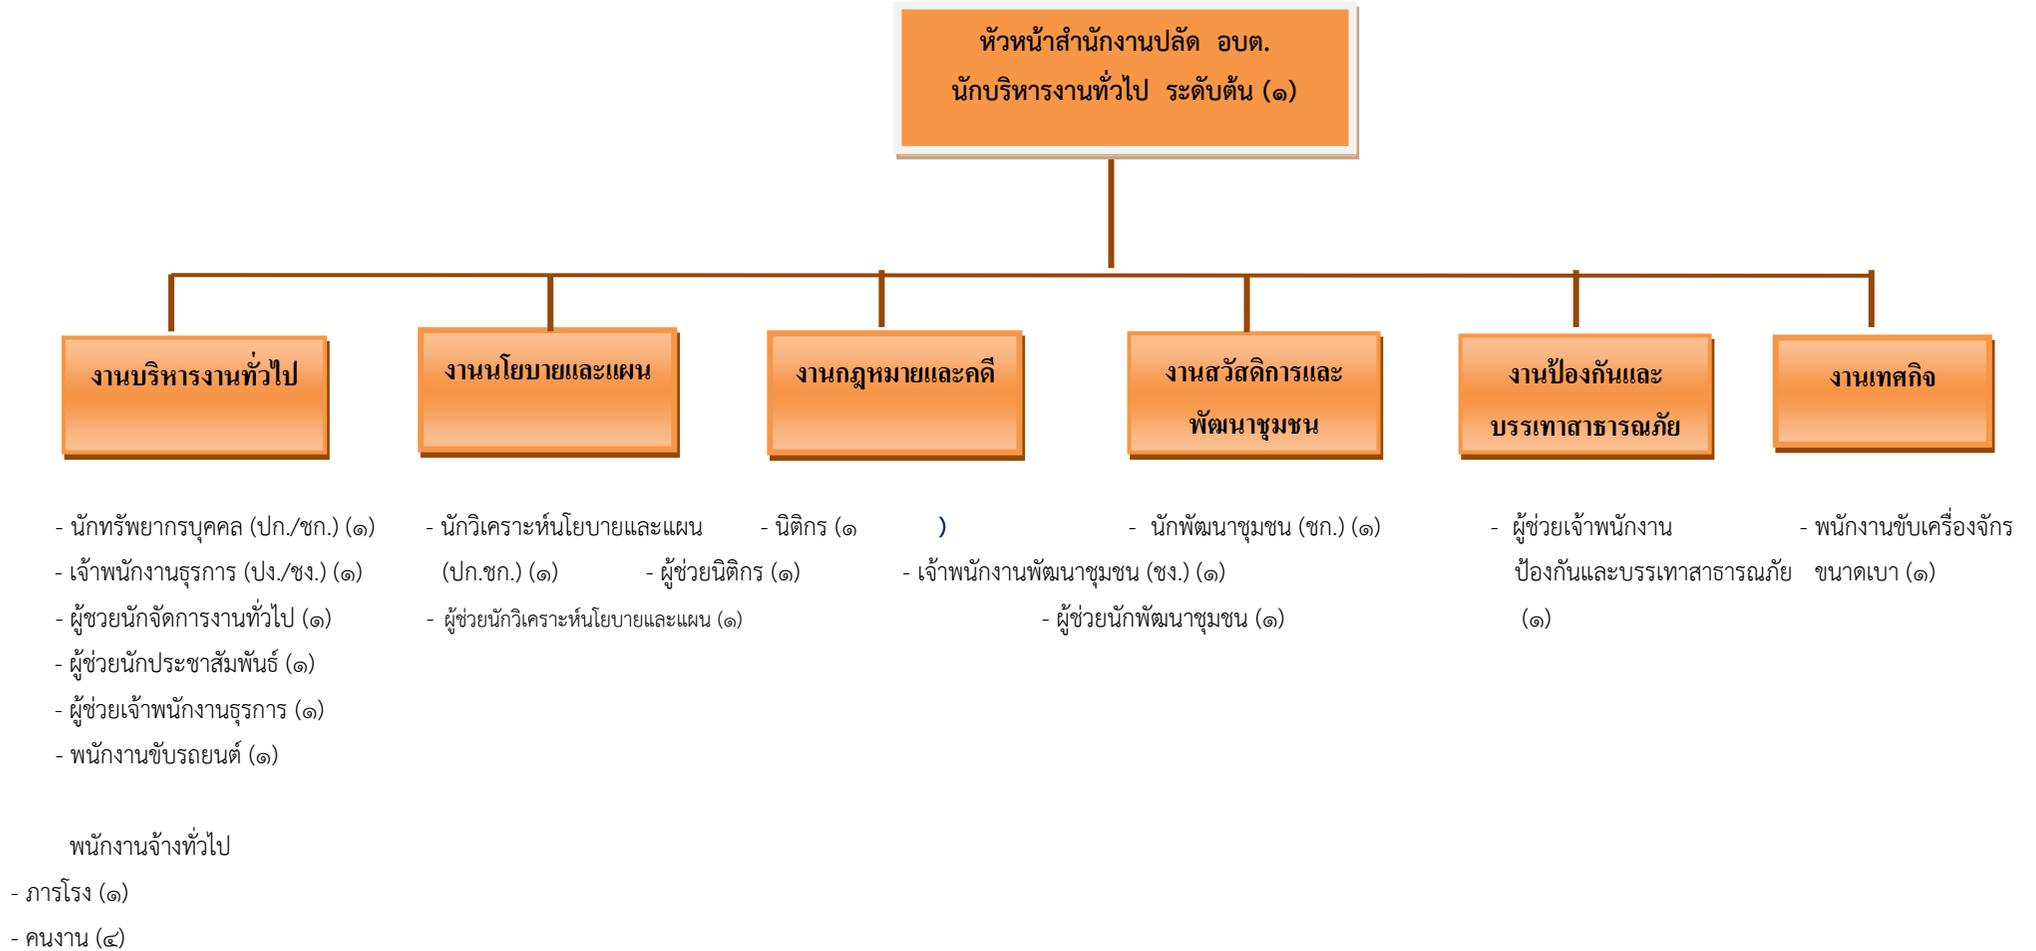 หัวหน้าสำนักงานปลัด อบต.
นักบริหารงานทั่วไป ระดับต้น (๑)
งานบริหารงานทั่วไป
งานนโยบายและแผน
งานกฎหมายและคดี
งานสวัสดิการและ
พัฒนาชุมชน
งานป้องกันและ
บรรเทาสาธารณภัย
งานเทศกิจ
- นักทรัพยากรบุคคล (ปก./ชก.) (๑) - นักวิเคราะห์นโยบายและแผน - นิติกร (๑ ) - นักพัฒนาชุมชน (ชก.) (๑) - ผู้ช่วยเจ้าพนักงาน - พนักงานขับเครื่องจักร
- เจ้าพนักงานธุรการ (ปง./ชง.) (๑) (ปก.ชก.) (๑) - ผู้ช่วยนิติกร (๑) - เจ้าพนักงานพัฒนาชุมชน (ชง.) (๑) ป้องกันและบรรเทาสาธารณภัย ขนาดเบา (๑)
- ผู้ชวยนักจัดการงานทั่วไป (๑) - ผู้ช่วยนักวิเคราะห์นโยบายและแผน (๑) - ผู้ช่วยนักพัฒนาชุมชน (๑) (๑)
- ผู้ช่วยนักประชาสัมพันธ์ (๑)
- ผู้ช่วยเจ้าพนักงานธุรการ (๑)
- พนักงานขับรถยนต์ (๑)
พนักงานจ้างทั่วไป
- ภารโรง (๑)
- คนงาน (๔)